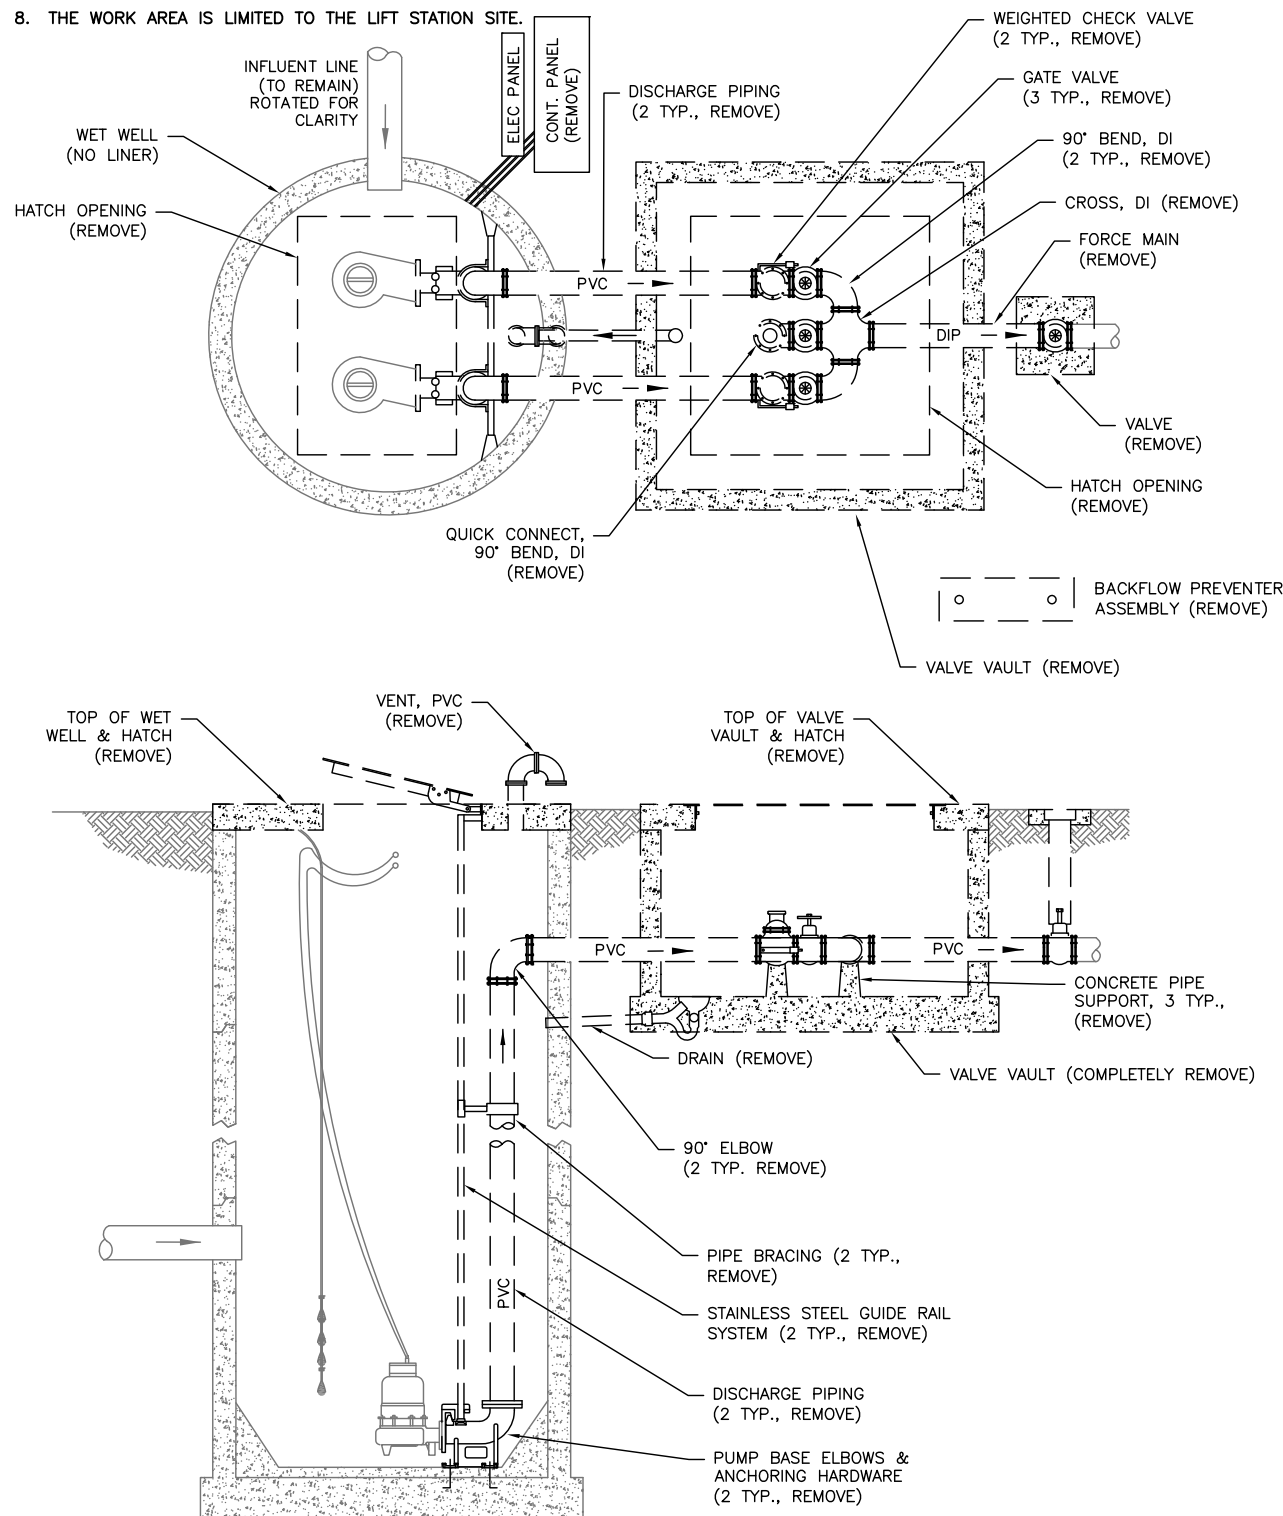 8. THE WORK AREA IS LIMITED TO THE LIFT STATION SITE.
INFLUENT LINE
(TO REMAIN)
ROTATED FOR
CLARITY
WET WELL
(NO LINER)
HATCH OPENING
(REMOVE)
ELEC PANEL
CONT. PANEL
(REMOVE)
DISCHARGE PIPING
(2 TYP., REMOVE)
WEIGHTED CHECK VALVE
(2 TYP., REMOVE)
GATE VALVE
(3 TYP., REMOVE)
90° BEND, DI
(2 TYP., REMOVE)
CROSS, DI (REMOVE)
FORCE MAIN
(REMOVE)
PVC
DIP
PVC
VALVE
(REMOVE)
HATCH OPENING
(REMOVE)
QUICK CONNECT,
90° BEND, DI
(REMOVE)
BACKFLOW PREVENTER
ASSEMBLY (REMOVE)
VALVE VAULT (REMOVE)
TOP OF WET
WELL & HATCH
(REMOVE)
VENT, PVC
(REMOVE)
TOP OF VALVE
VAULT & HATCH
(REMOVE)
PVC
PVC
CONCRETE PIPE
SUPPORT, 3 TYP.,
(REMOVE)
DRAIN (REMOVE)
VALVE VAULT (COMPLETELY REMOVE)
90° ELBOW
(2 TYP. REMOVE)
PIPE BRACING (2 TYP.,
REMOVE)
PVC
STAINLESS STEEL GUIDE RAIL
SYSTEM (2 TYP., REMOVE)
DISCHARGE PIPING
(2 TYP., REMOVE)
PUMP BASE ELBOWS &
ANCHORING HARDWARE
(2 TYP., REMOVE)